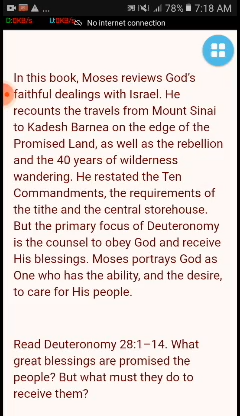 78% 7:18 AM
0:0KB/s U:0KB/s No internet connection
In this book, Moses reviews God's
faithful dealings with Israel. He
recounts the travels from Mount Sinai
to Kadesh Barnea on the edge of the
Promised Land, as well as the rebellion
and the 40 years of wilderness
wandering. He restated the Ten
Commandments, the requirements of
the tithe and the central storehouse.
But the primary focus of Deuteronomy
is the counsel to obey God and receive
His blessings. Moses portrays God as
One who has the ability, and the desire,
to care for His people.
Read Deuteronomy 28:1–14. What
great blessings are promised the
people? But what must they do to
receive them?